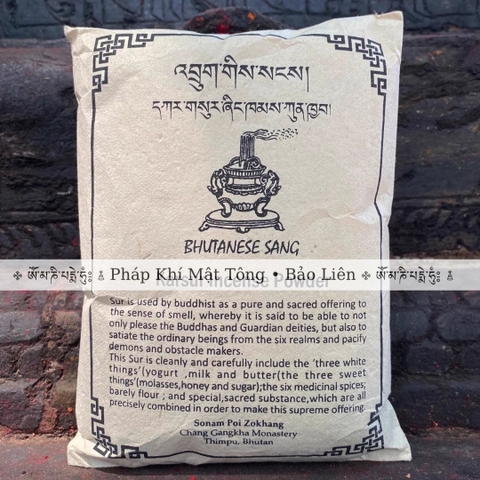 འབྲུག་གིས་སངས།
དཀར་གསུར་ཞིང་ཁམས་ཀུན་ཁྱབ།
BHUTANESE SANG
Karsur Incense Powder
ༀ་མ་ཎི་པདྨེ་ཧཱུྃ༔ Pháp Khí Mật Tông • Bảo Liên ༀ་མ་ཎི་པདྨེ་ཧཱུྃ༔
Sur is used by buddhist as a pure and sacred offering to
the sense of smell, whereby it is said to be able to not
only please the Buddhas and Guardian deities, but also to
satiate the ordinary beings from the six realms and pacify
demons and obstacle makers.
This Sur is cleanly and carefully include the 'three white
things'(yogurt ,milk and butter(the three sweet
things'(molasses,honey and sugar);the six medicinal spices;
barely flour ; and special,sacred substance,which are all
precisely combined in order to make this supreme offering.
Sonam Poi Zokhang
Chang Gangkha Monastery
Thimpu, Bhutan